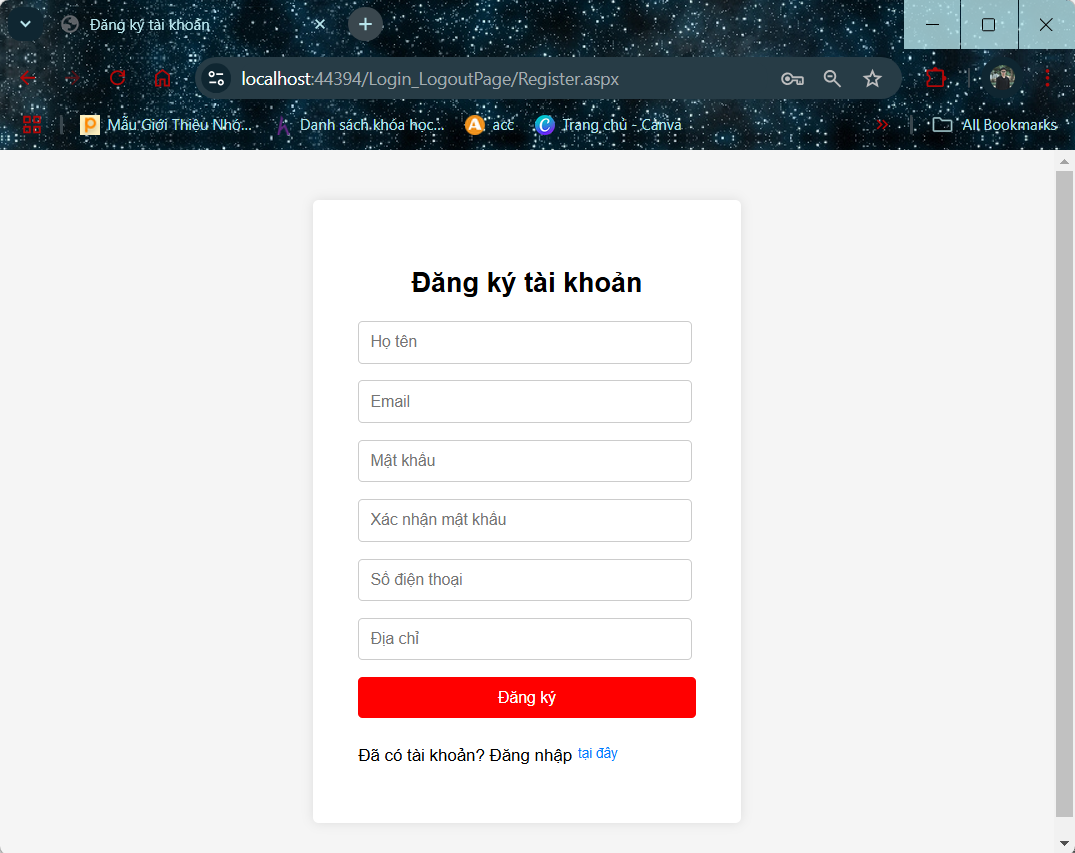 Đăng ký tài khoản
localhost:44394/Login_LogoutPage/Register.aspx
Mẫu Giới Thiệu Nhó...
Danh sách khóa học...
acc
Trang chủ - Canva
All Bookmarks
Đăng ký tài khoản
Họ tên
Email
Mật khẩu
Xác nhận mật khẩu
Số điện thoại
Địa chỉ
Đăng ký
Đã có tài khoản? Đăng nhập tại đây